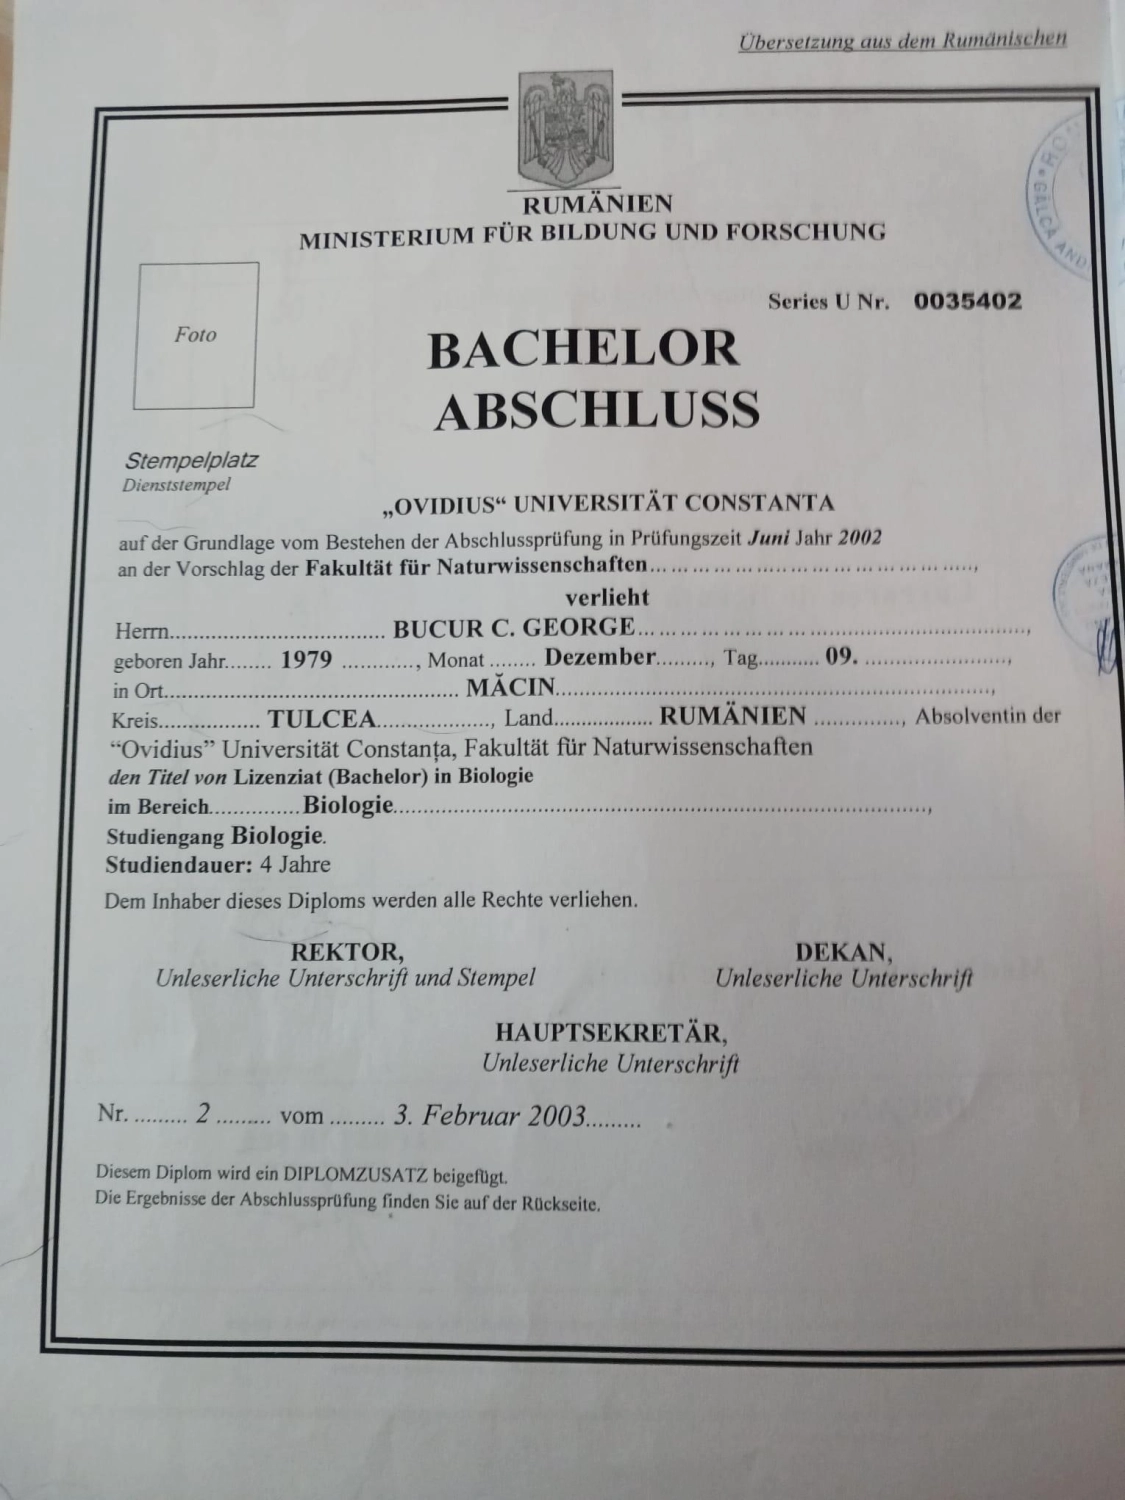 Übersetzung aus dem Rumänischen
RUMÄNIEN
MINISTERIUM FÜR BILDUNG UND FORSCHUNG
Series U Nr. 0035402
Foto
BACHELOR
ABSCHLUSS
Stempelplatz
Dienststempel
„OVIDIUS“ UNIVERSITÄT CONSTANTA
auf der Grundlage vom Bestehen der Abschlussprüfung in Prüfungszeit Juni Jahr 2002
an der Vorschlag der Fakultät für Naturwissenschaften……………………………………,
verlieht
Herrn.................................... BUCUR C. GEORGE………………………………………,
geboren Jahr........ 1979 ............, Monat ........ Dezember........., Tag........... 09. ........................,
in Ort................................................. MĂCIN.........................................................................,
Kreis................. TULCEA..................., Land................. RUMÄNIEN .............., Absolventin der
“Ovidius” Universität Constanța, Fakultät für Naturwissenschaften
den Titel von Lizenziat (Bachelor) in Biologie
im Bereich...............Biologie.........................................................................................,
Studiengang Biologie.
Studiendauer: 4 Jahre
Dem Inhaber dieses Diploms werden alle Rechte verliehen.
REKTOR,
Unleserliche Unterschrift und Stempel
DEKAN,
Unleserliche Unterschrift
HAUPTSEKRETÄR,
Unleserliche Unterschrift
Nr. ......... 2 ......... vom ......... 3. Februar 2003.........
Diesem Diplom wird ein DIPLOMZUSATZ beigefügt.
Die Ergebnisse der Abschlussprüfung finden Sie auf der Rückseite.
GÂLCĂ